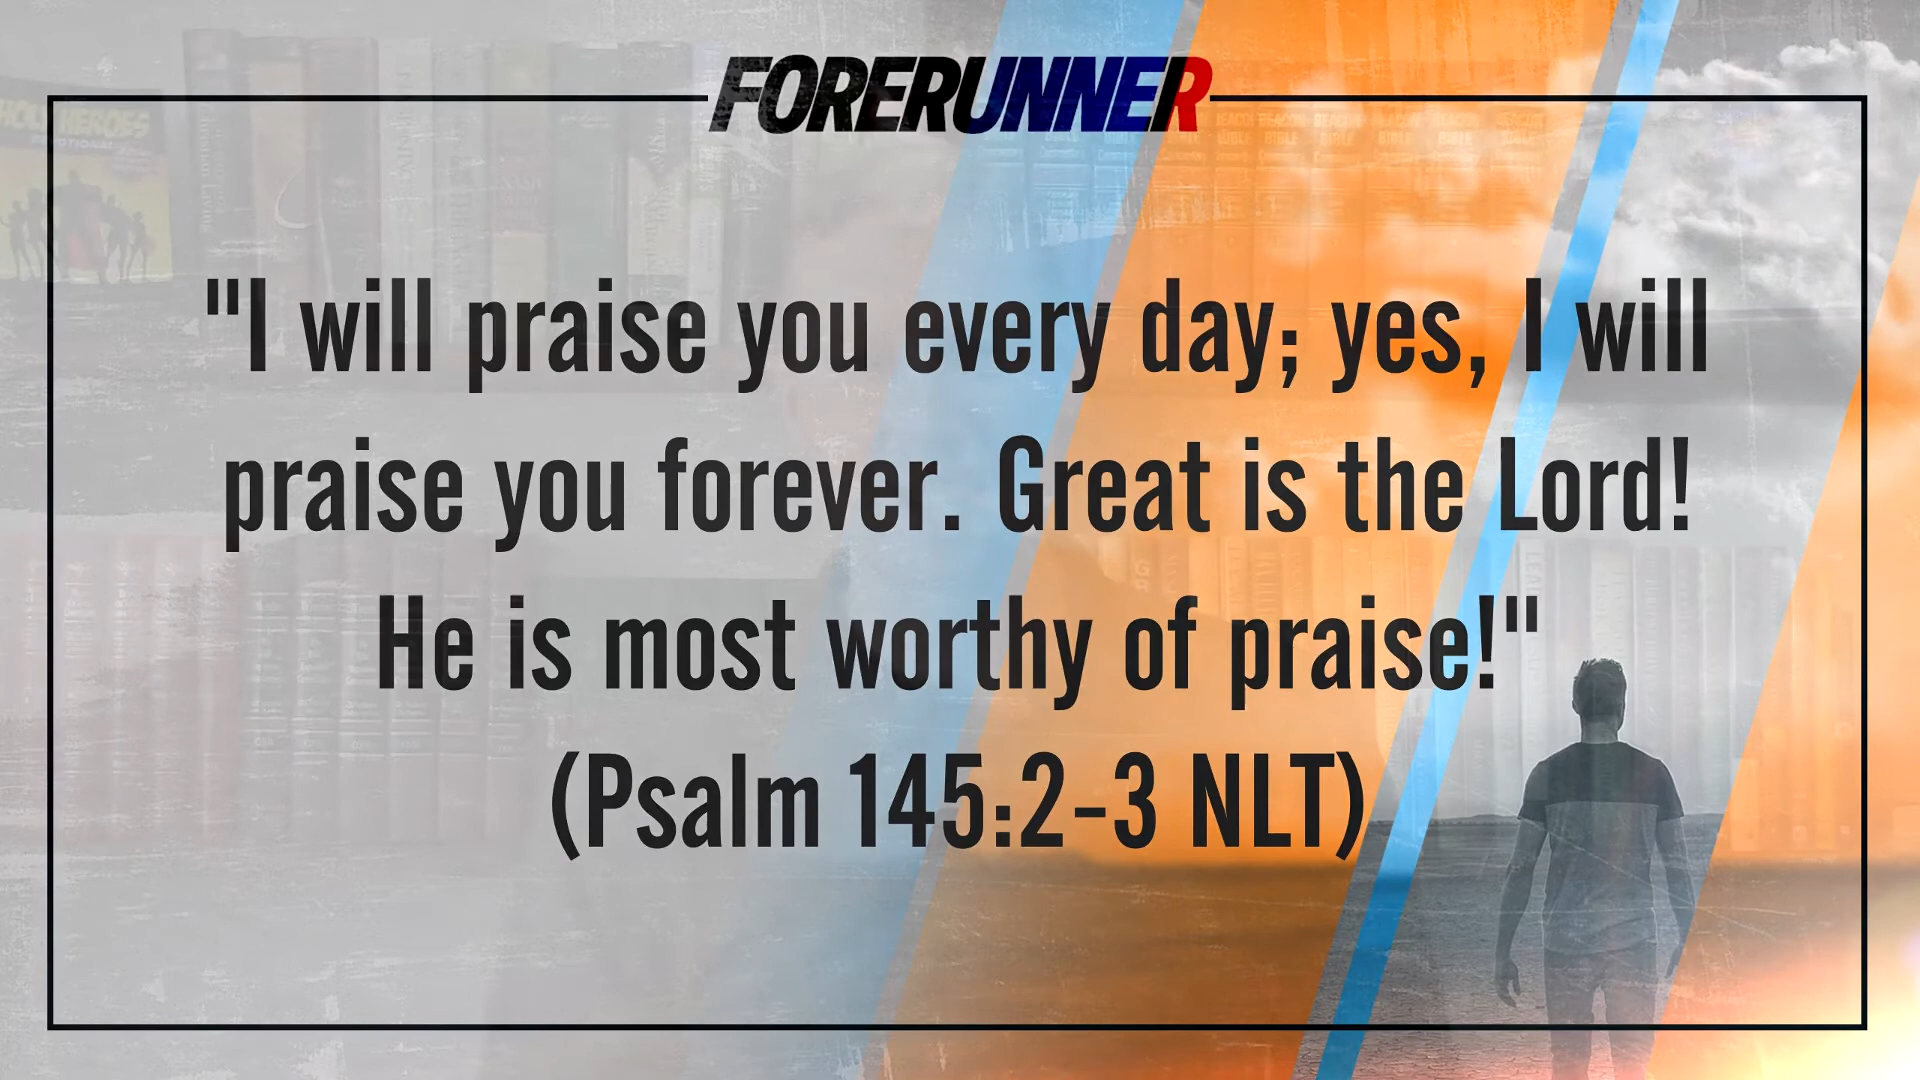 FORERUNNER
"I will praise you every day; yes, I will
praise you forever. Great is the Lord!
He is most worthy of praise!"
(Psalm 145:2-3 NLT)